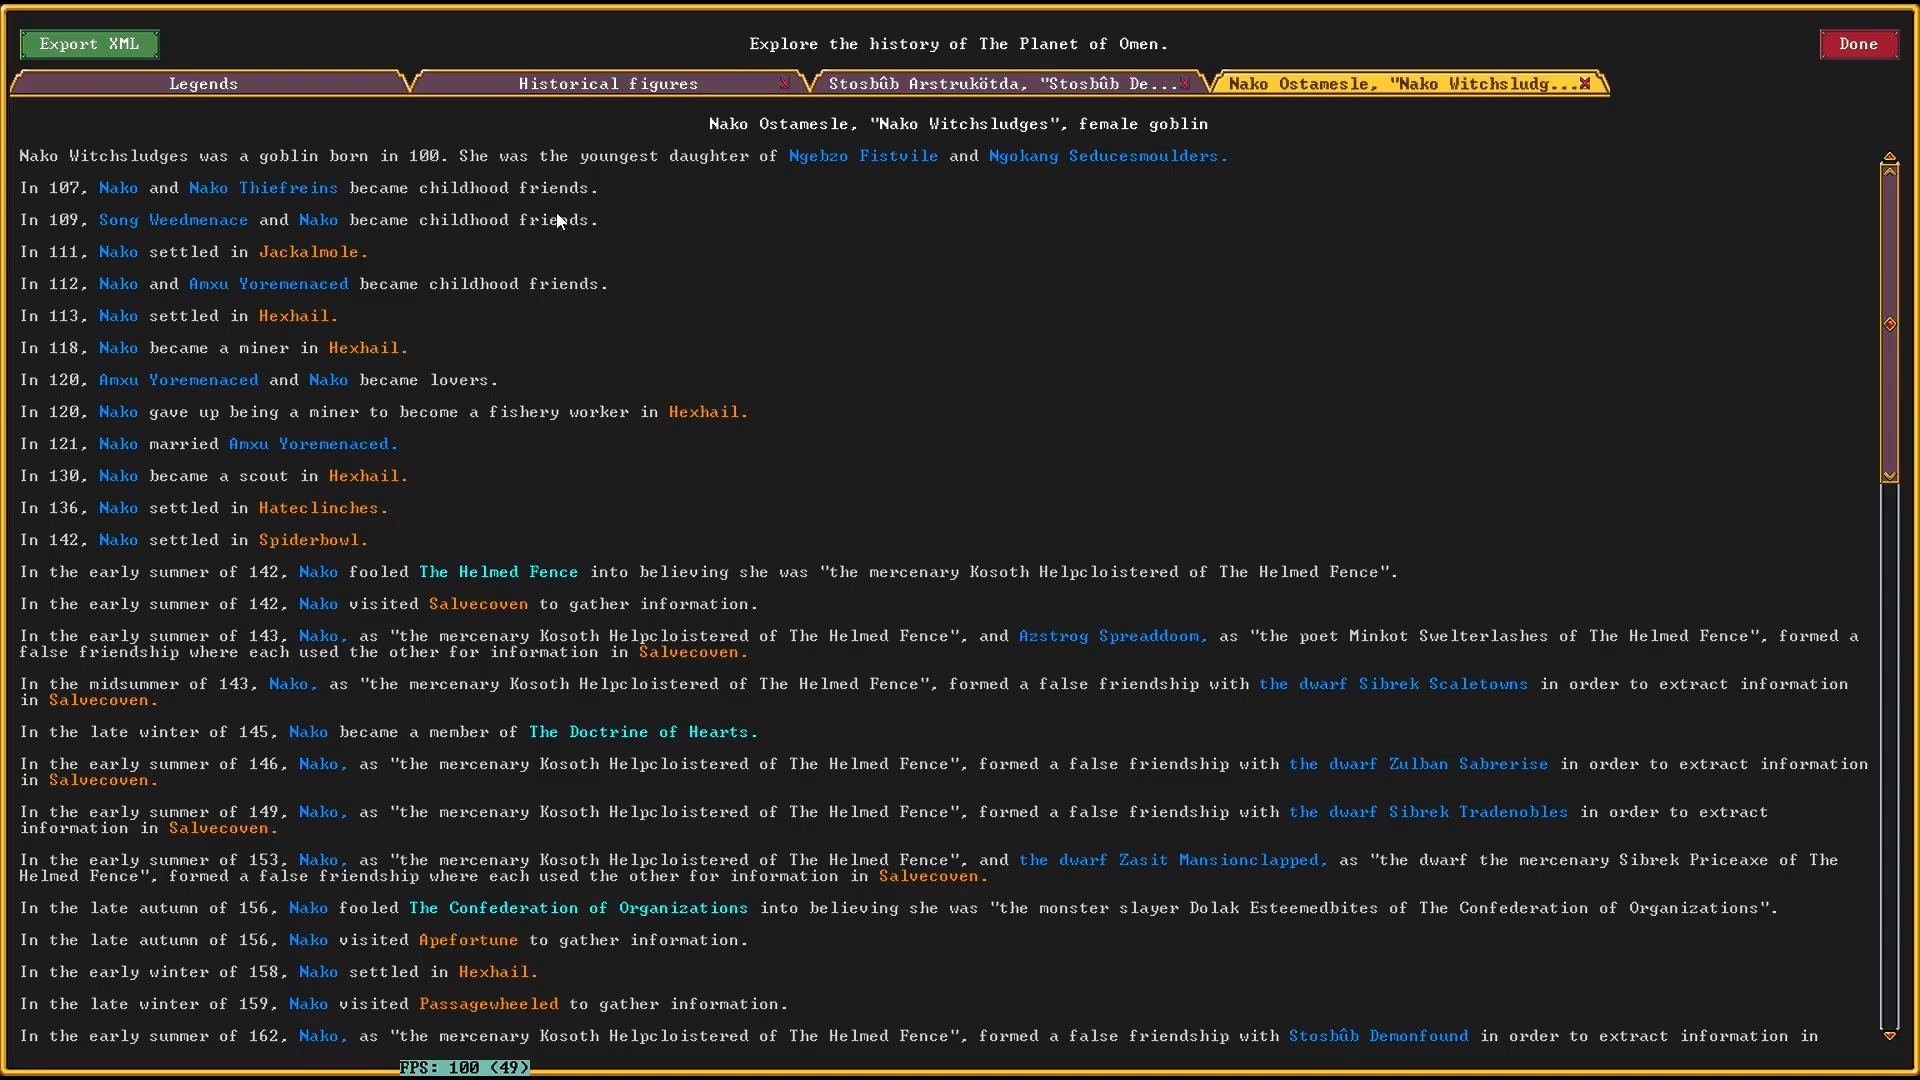 Export XML
Explore the history of The Planet of Omen.
Done
Legends
Historical figures
Stosbûb Arstrukötda, "Stosbûb De...
Nako Ostamesle, "Nako Witchsludg...
Nako Ostamesle, "Nako Witchsludges", female goblin
Nako Witchsludges was a goblin born in 100. She was the youngest daughter of Ngebzo Fistvile and Ngokang Seducesmoulders.
In 107, Nako and Nako Thiefreins became childhood friends.
In 109, Song Weedmenace and Nako became childhood friends.
In 111, Nako settled in Jackalmole.
In 112, Nako and Amxu Yoremenaced became childhood friends.
In 113, Nako settled in Hexhail.
In 118, Nako became a miner in Hexhail.
In 120, Amxu Yoremenaced and Nako became lovers.
In 120, Nako gave up being a miner to become a fishery worker in Hexhail.
In 121, Nako married Amxu Yoremenaced.
In 130, Nako became a scout in Hexhail.
In 136, Nako settled in Hateclinches.
In 142, Nako settled in Spiderbowl.
In the early summer of 142, Nako fooled The Helmed Fence into believing she was "the mercenary Kosoth Helpcloistered of The Helmed Fence".
In the early summer of 142, Nako visited Salvecoven to gather information.
In the early summer of 143, Nako, as "the mercenary Kosoth Helpcloistered of The Helmed Fence", and Azstrog Spreaddoom, as "the poet Minkot Swelterlashes of The Helmed Fence", formed a
false friendship where each used the other for information in Salvecoven.
In the midsummer of 143, Nako, as "the mercenary Kosoth Helpcloistered of The Helmed Fence", formed a false friendship with the dwarf Sibrek Scaletowns in order to extract information
in Salvecoven.
In the late winter of 145, Nako became a member of The Doctrine of Hearts.
In the early summer of 146, Nako, as "the mercenary Kosoth Helpcloistered of The Helmed Fence", formed a false friendship with the dwarf Zulban Sabrerise in order to extract information
in Salvecoven.
In the early summer of 149, Nako, as "the mercenary Kosoth Helpcloistered of The Helmed Fence", formed a false friendship with the dwarf Sibrek Tradenobles in order to extract
information in Salvecoven.
In the early summer of 153, Nako, as "the mercenary Kosoth Helpcloistered of The Helmed Fence", and the dwarf Zasit Mansionclapped, as "the dwarf the mercenary Sibrek Priceaxe of The
Helmed Fence", formed a false friendship where each used the other for information in Salvecoven.
In the late autumn of 156, Nako fooled The Confederation of Organizations into believing she was "the monster slayer Dolak Esteemedbites of The Confederation of Organizations".
In the late autumn of 156, Nako visited Apefortune to gather information.
In the early winter of 158, Nako settled in Hexhail.
In the late winter of 159, Nako visited Passagewheeled to gather information.
In the early summer of 162, Nako, as "the mercenary Kosoth Helpcloistered of The Helmed Fence", formed a false friendship with Stosbûb Demonfound in order to extract information in
FPS: 100 (49)